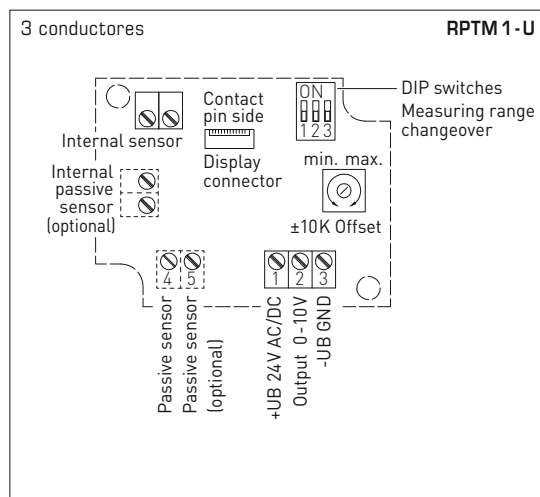 3 conductores
RPTM 1 - U
ON
1 2 3
DIP switches
Measuring range
changeover
Contact
pin side
Internal sensor
Display
connector
Internal
passive
sensor
(optional)
min. max.
±10K Offset
4 5
1 2 3
Passive sensor
Passive sensor
(optional)
+UB 24V AC/DC
Output 0-10V
-UB GND